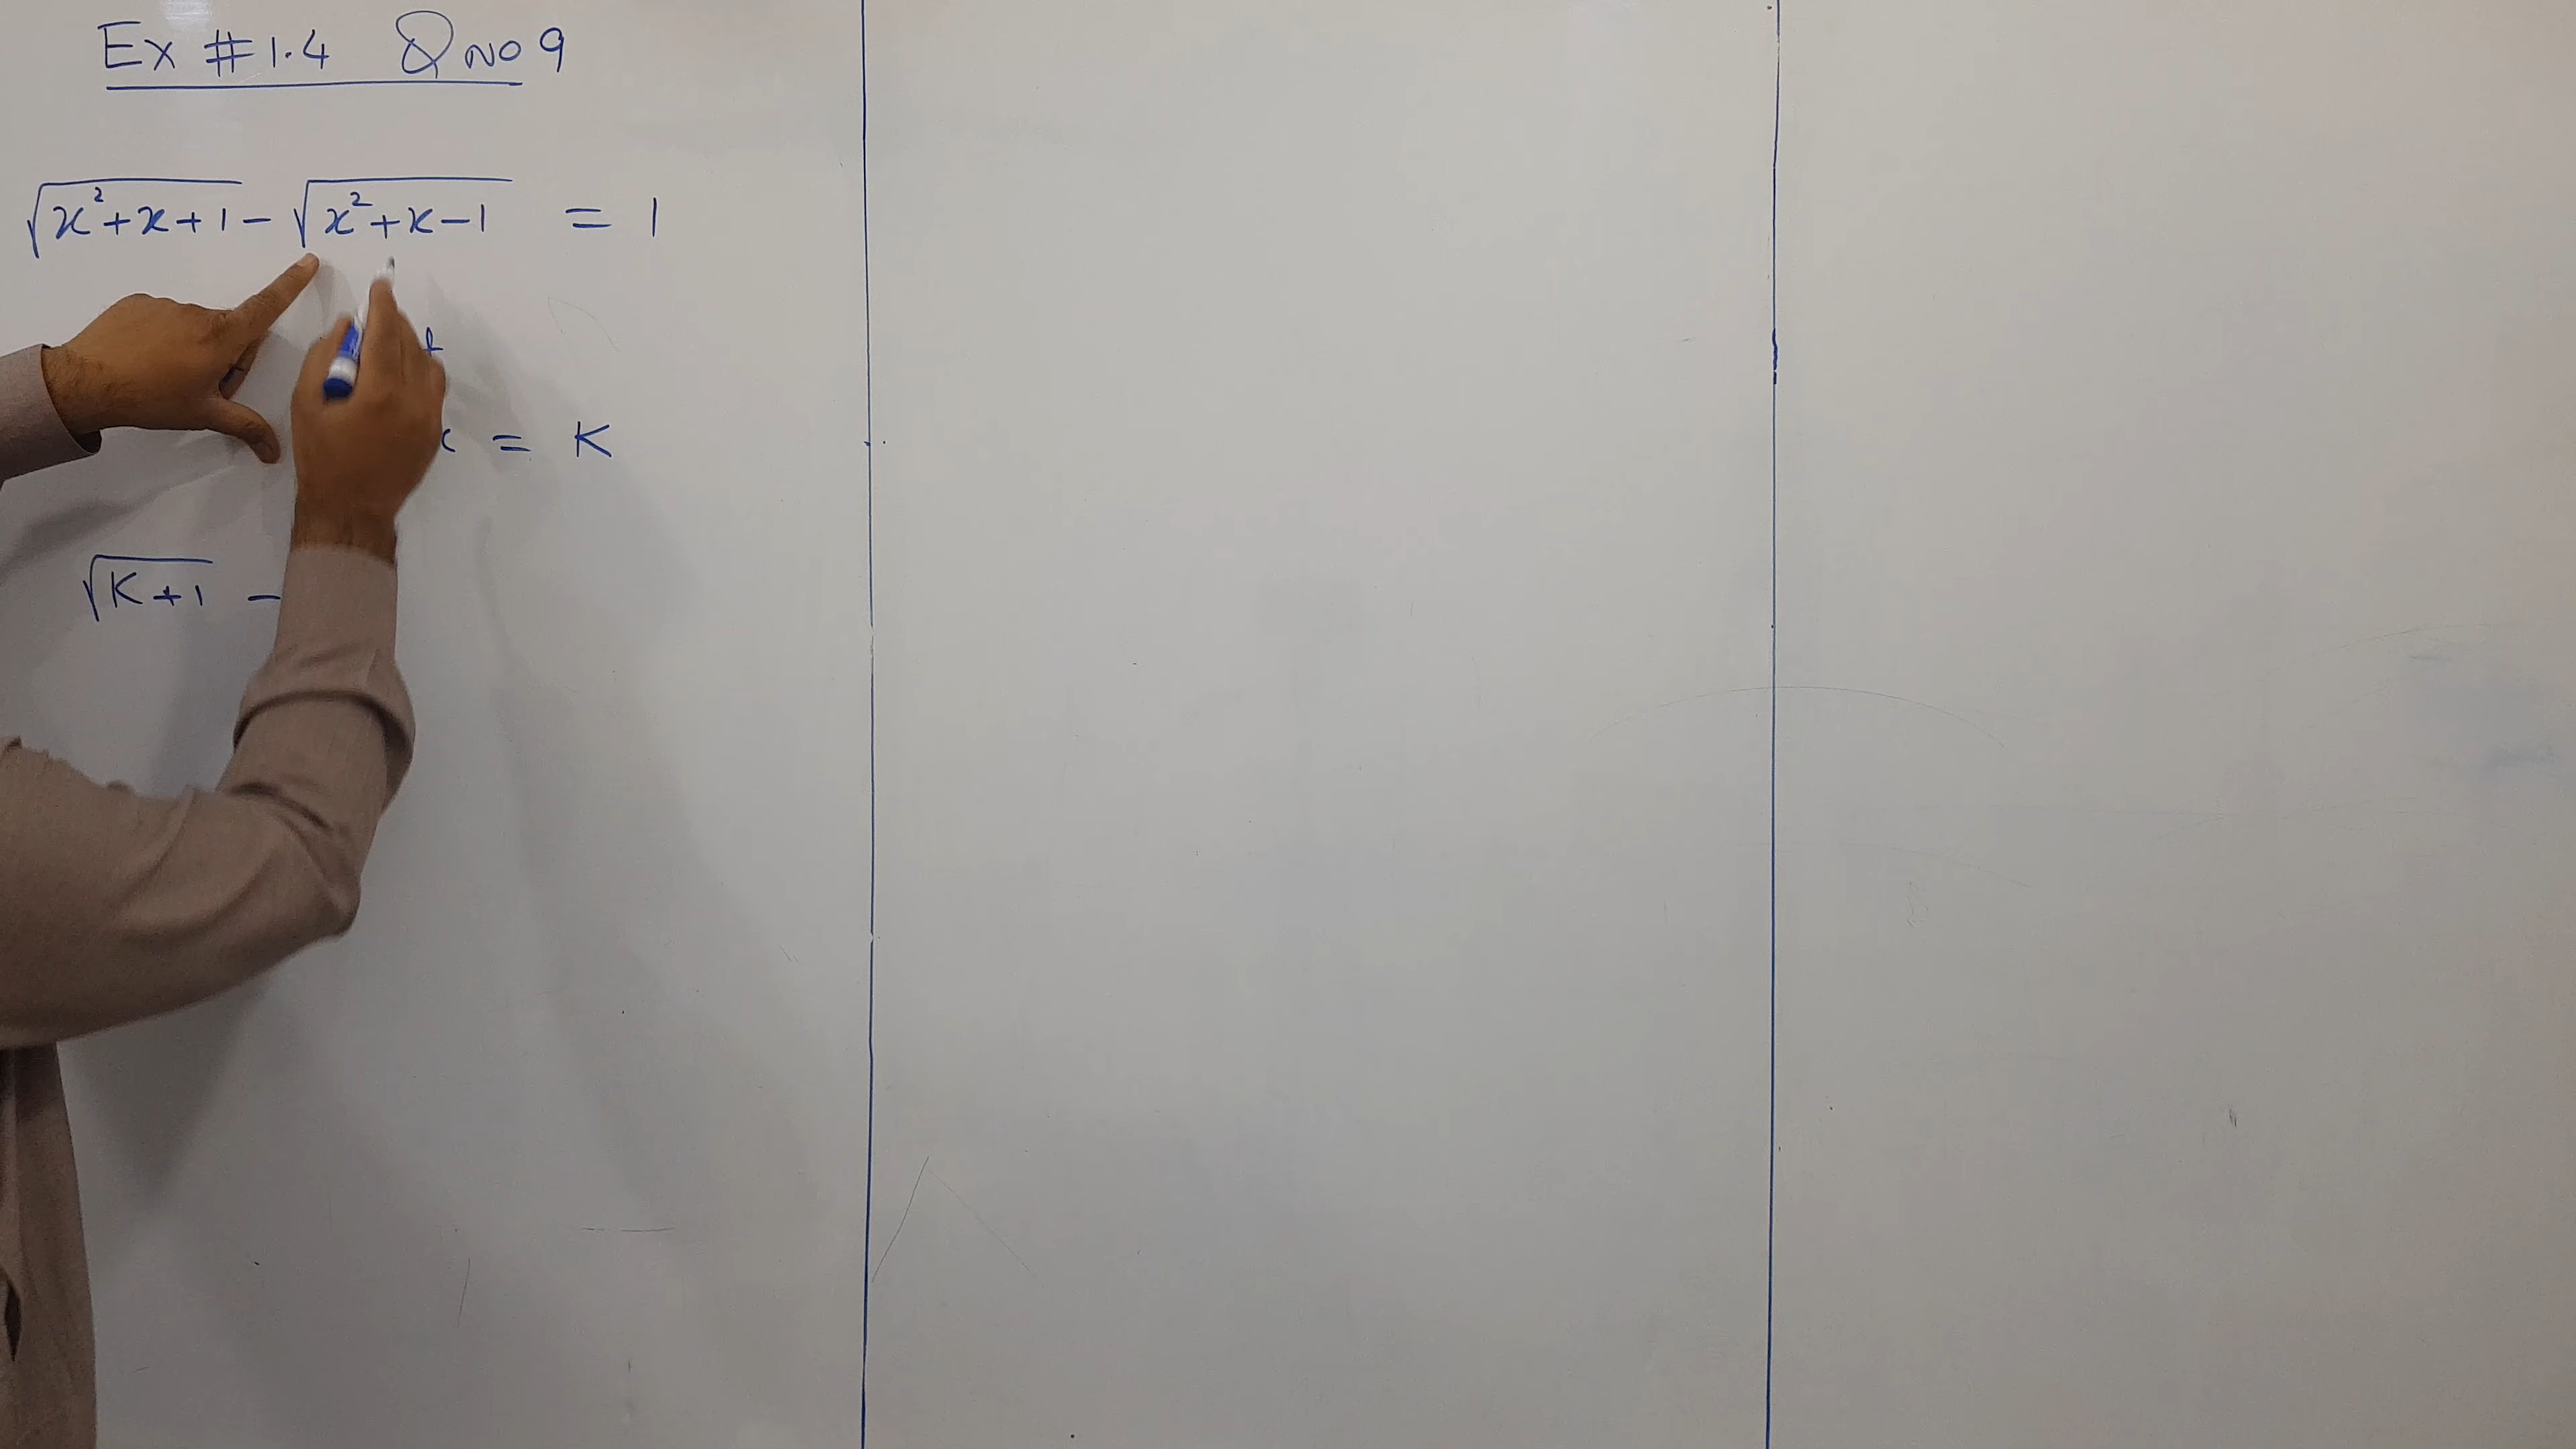 Ex #1.4 Q no 9
√(x²+x+1) - √(x²+x-1) = 1
= K
√(K+1) -